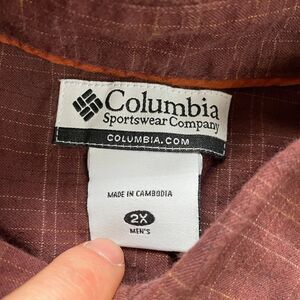 Columbia
Sportswear Company
COLUMBIA.COM
MADE IN CAMBODIA
2X
MEN'S